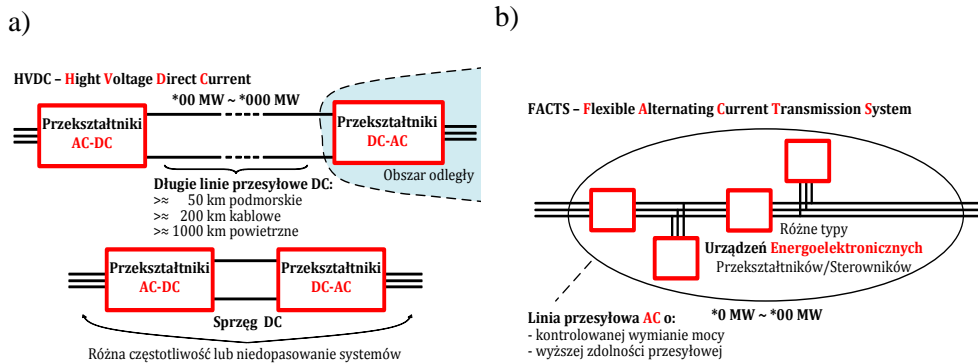 a)
HVDC – Hight Voltage Direct Current
*00 MW ~ *000 MW
Przekształtniki
AC-DC
Przekształtniki
DC-AC
Obszar odległy
Długie linie przesyłowe DC:
>≈ 50 km podmorskie
>≈ 200 km kablowe
>≈ 1000 km powietrzne
Przekształtniki
AC-DC
Przekształtniki
DC-AC
Sprzęg DC
Różna częstotliwość lub niedopasowanie systemów
b)
FACTS – Flexible Alternating Current Transmission System
Różne typy
Urządzeń Energoelektronicznych
Przekształtników/Sterowników
*0 MW ~ *00 MW
Linia przesyłowa AC o:
- kontrolowanej wymianie mocy
- wyższej zdolności przesyłowej